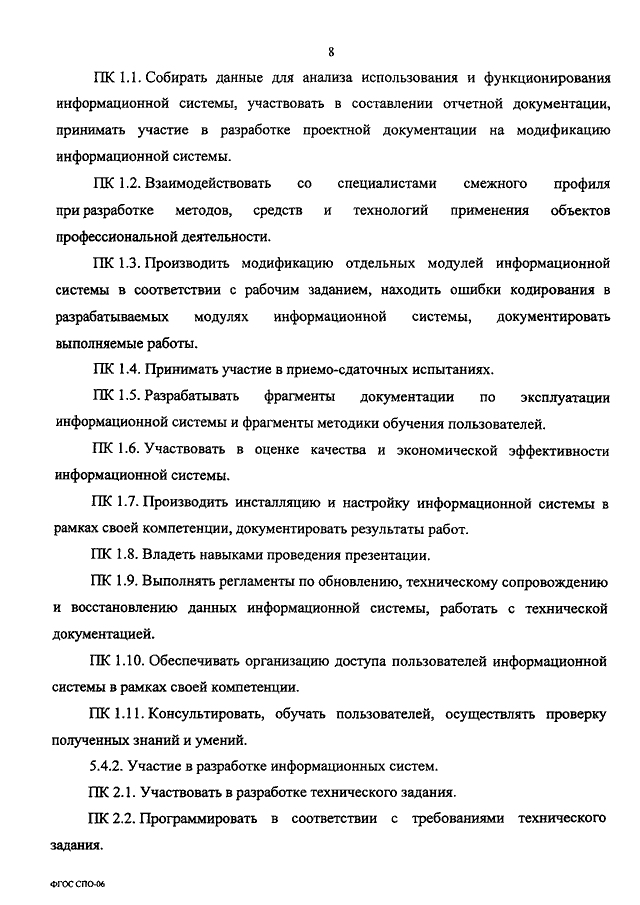 8
ПК 1.1. Собирать данные для анализа использования и функционирования
информационной системы, участвовать в составлении отчетной документации,
принимать участие в разработке проектной документации на модификацию
информационной системы.
ПК 1.2. Взаимодействовать со специалистами смежного профиля
при разработке методов, средств и технологий применения объектов
профессиональной деятельности.
ПК 1.3. Производить модификацию отдельных модулей информационной
системы в соответствии с рабочим заданием, находить ошибки кодирования в
разрабатываемых модулях информационной системы, документировать
выполняемые работы.
ПК 1.4. Принимать участие в приемо-сдаточных испытаниях.
ПК 1.5. Разрабатывать фрагменты документации по эксплуатации
информационной системы и фрагменты методики обучения пользователей.
ПК 1.6. Участвовать в оценке качества и экономической эффективности
информационной системы.
ПК 1.7. Производить инсталляцию и настройку информационной системы в
рамках своей компетенции, документировать результаты работ.
ПК 1.8. Владеть навыками проведения презентации.
ПК 1.9. Выполнять регламенты по обновлению, техническому сопровождению
и восстановлению данных информационной системы, работать с технической
документацией.
ПК 1.10. Обеспечивать организацию доступа пользователей информационной
системы в рамках своей компетенции.
ПК 1.11. Консультировать, обучать пользователей, осуществлять проверку
полученных знаний и умений.
5.4.2. Участие в разработке информационных систем.
ПК 2.1. Участвовать в разработке технического задания.
ПК 2.2. Программировать в соответствии с требованиями технического
задания.
ФГОС СПО-06